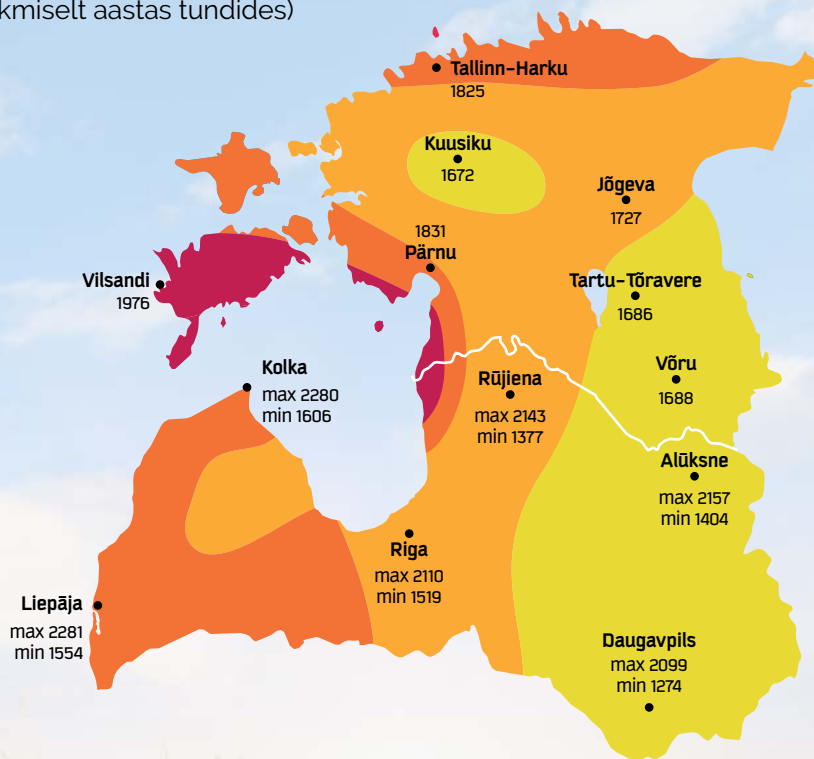 aastas tundides)
Tallinn-Harku
1825
Kuusiku
1672
Jõgeva
1727
1831
Pärnu
Vilsandi
1976
Tartu-Tõravere
1686
Kolka
max 2280
min 1606
Rūjiena
max 2143
min 1377
Võru
1688
Alūksne
max 2157
min 1404
Riga
max 2110
min 1519
Liepāja
max 2281
min 1554
Daugavpils
max 2099
min 1274